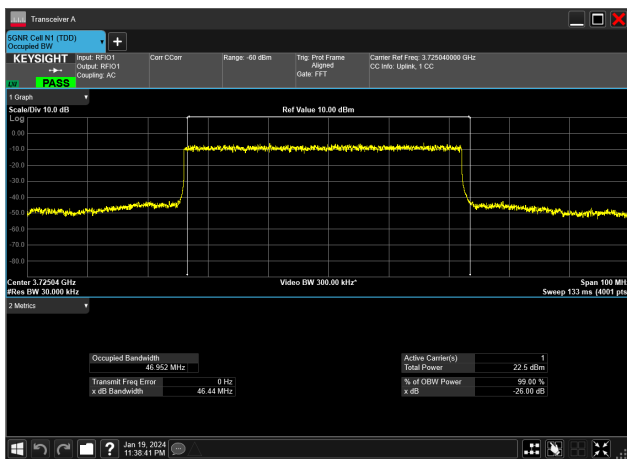 Transceiver A
5GNR Cell N1 (TDD)
Occupied BW
+
KEYSIGHT
PASS
Input: RFIO1
Output: RFIO1
Coupling: AC
Corr CCorr
Range: -60 dBm
Trig: Prot Frame
Aligned
Gate: FFT
Carrier Ref Freq: 3.725040000 GHz
CC Info: Uplink, 1 CC
1 Graph
Scale/Div 10.0 dB
Ref Value 10.00 dBm
Log
0.00
-10.0
-20.0
-30.0
-40.0
-50.0
-60.0
-70.0
-80.0
Center 3.72504 GHz
Video BW 300.00 kHz*
Span 100 MH
#Res BW 30.000 kHz
Sweep 133 ms (4001 pts
2 Metrics
Occupied Bandwidth
46.952 MHz
Transmit Freq Error 0 Hz
x dB Bandwidth 46.44 MHz
Active Carrier(s) 1
Total Power 22.5 dBm
% of OBW Power 99.00 %
x dB -26.00 dB
?
Jan 19, 2024
11:38:41 PM